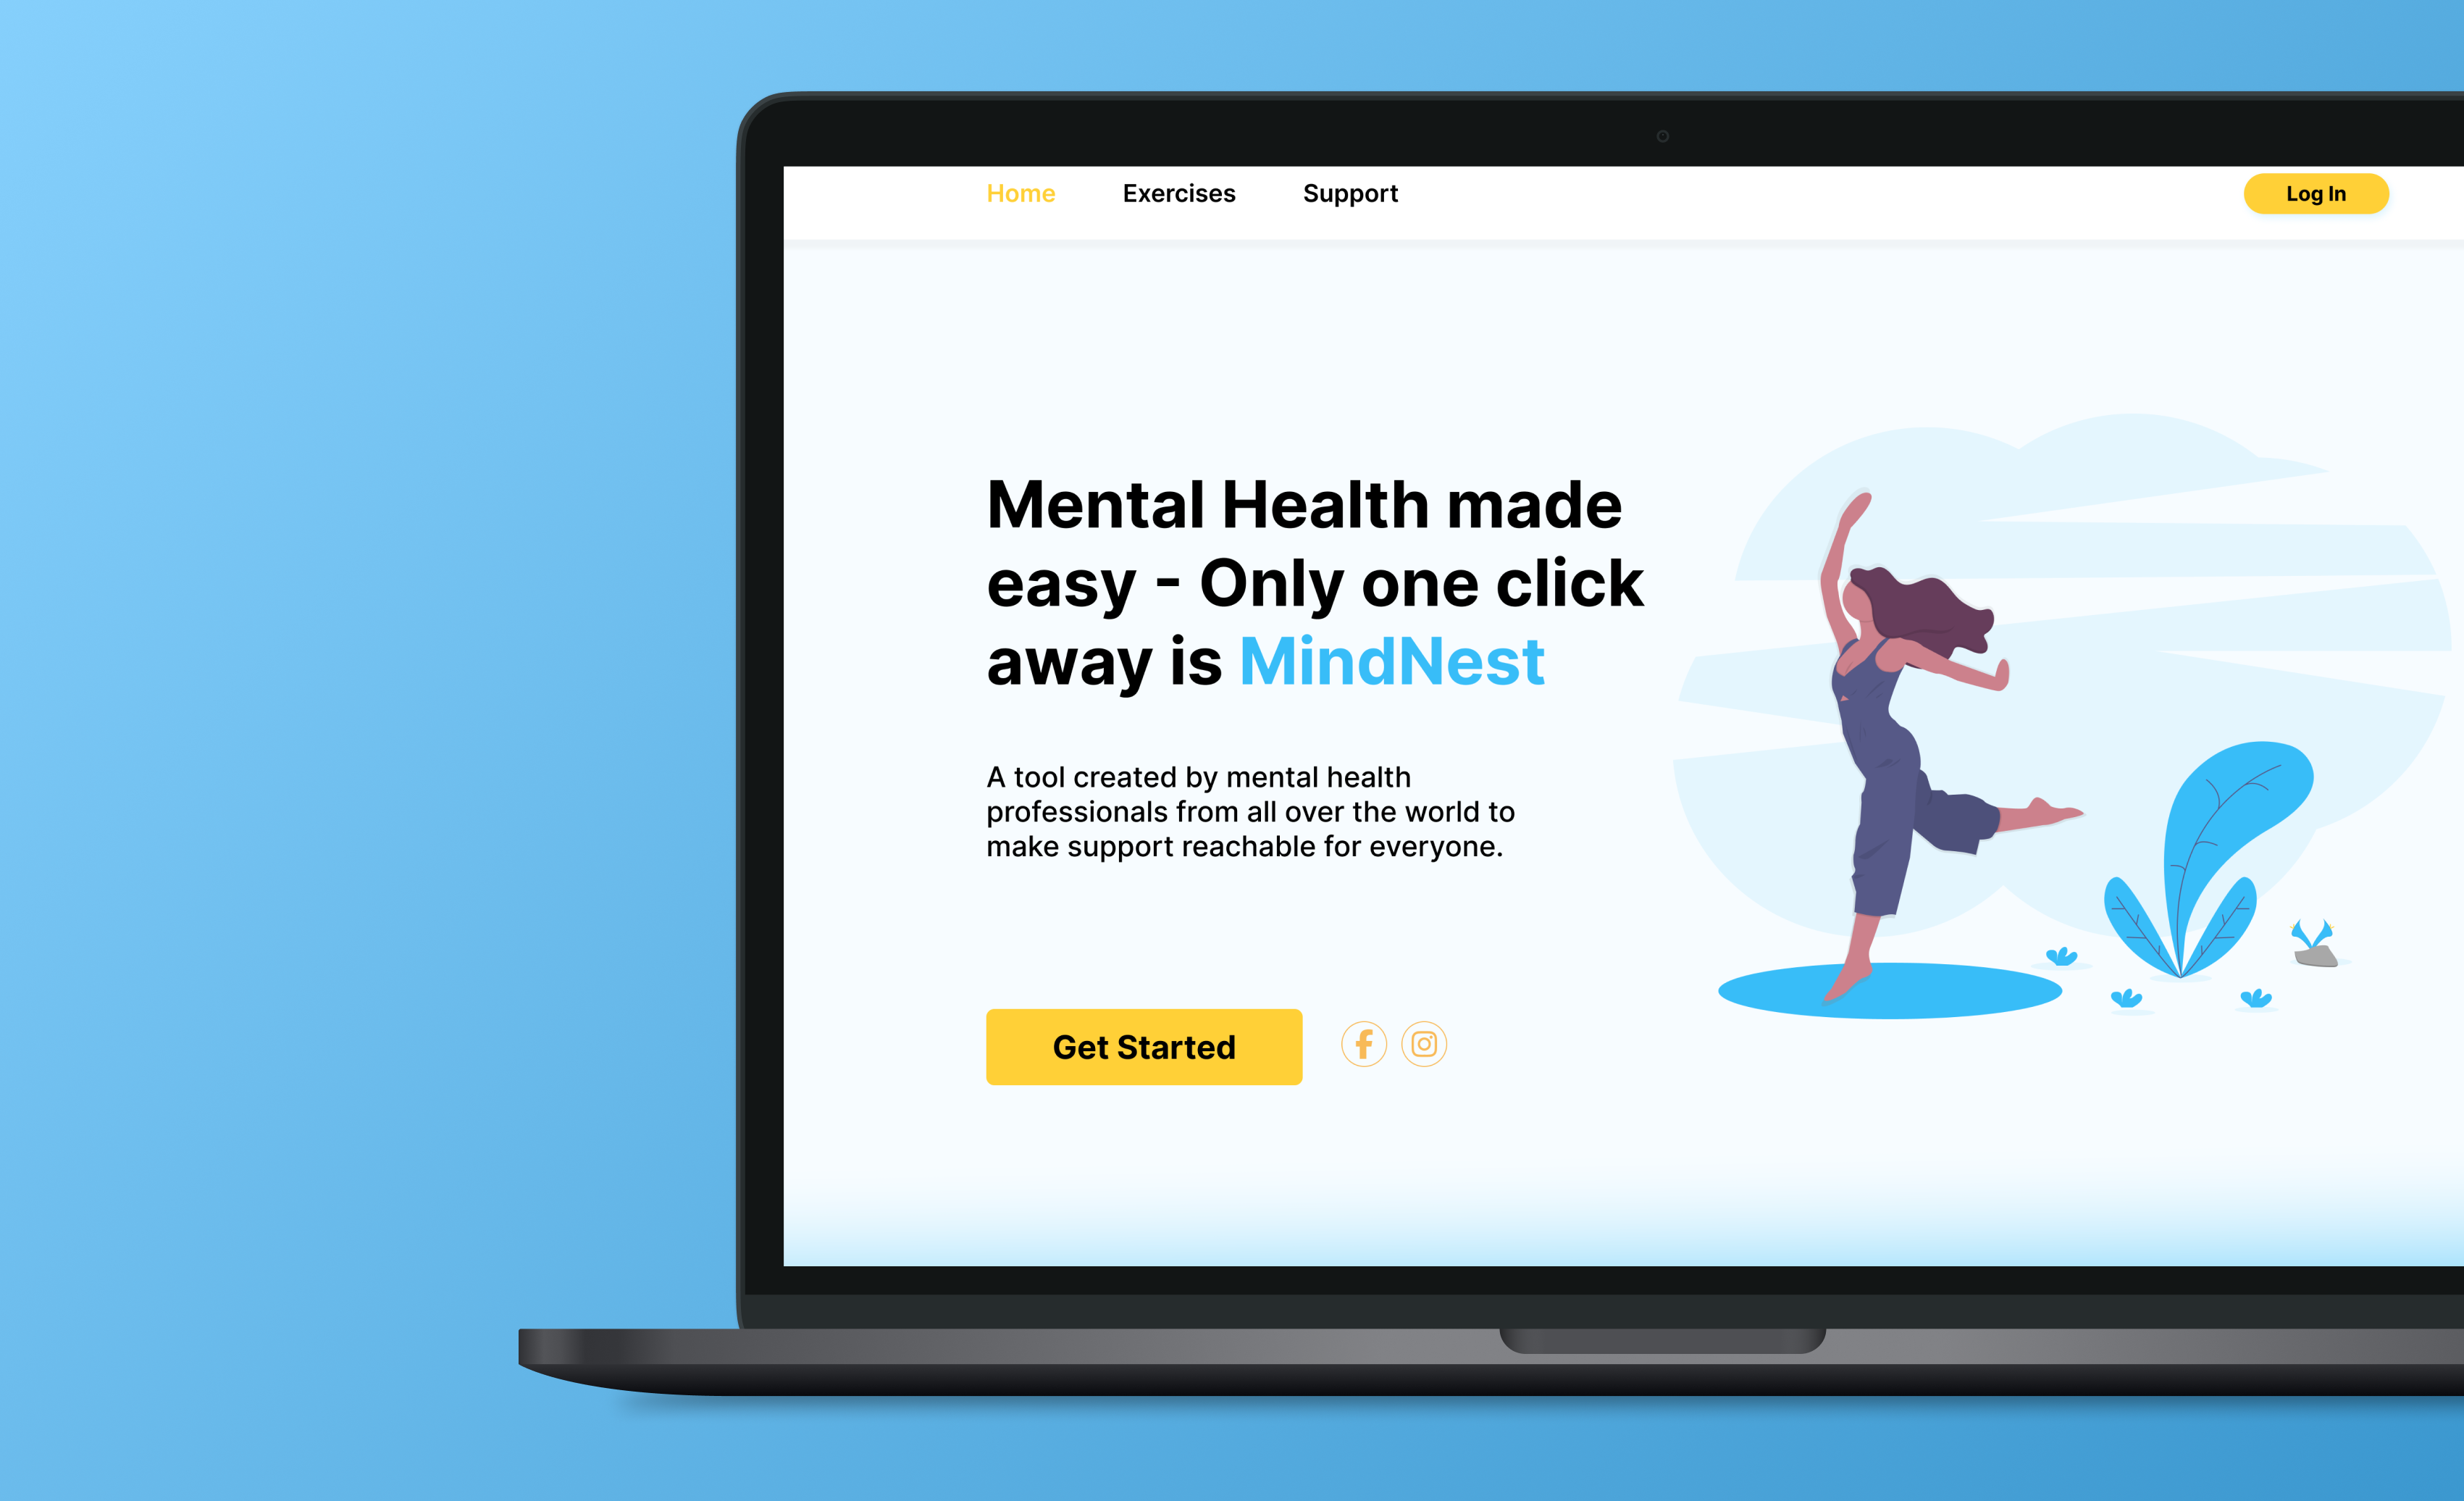 Home Exercises Support Log In
Mental Health made
easy - Only one click
away is MindNest
A tool created by mental health
professionals from all over the world to
make support reachable for everyone.
Get Started